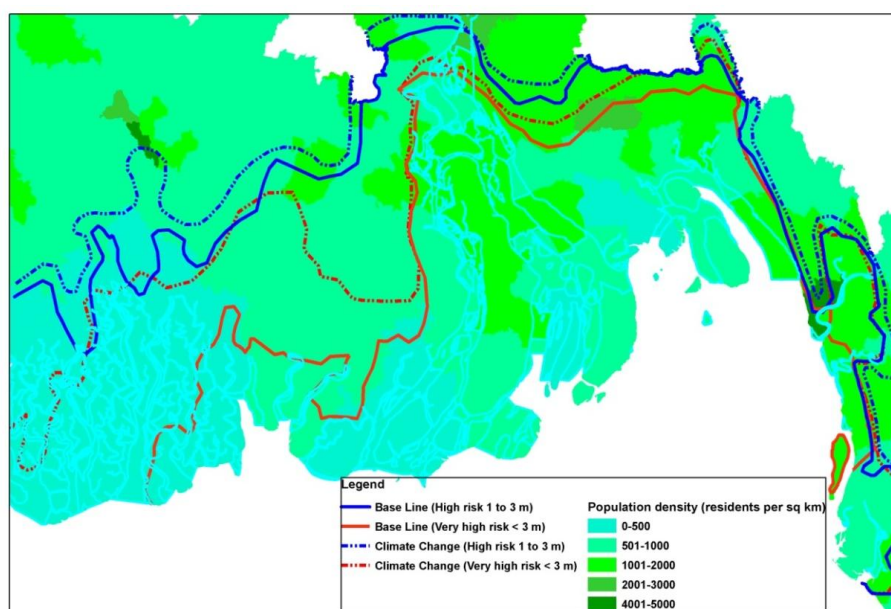 Legend
Base Line (High risk 1 to 3 m)
Base Line (Very high risk < 3 m)
Climate Change (High risk 1 to 3 m)
Climate Change (Very high risk < 3 m)
Population density (residents per sq km)
0-500
501-1000
1001-2000
2001-3000
4001-5000